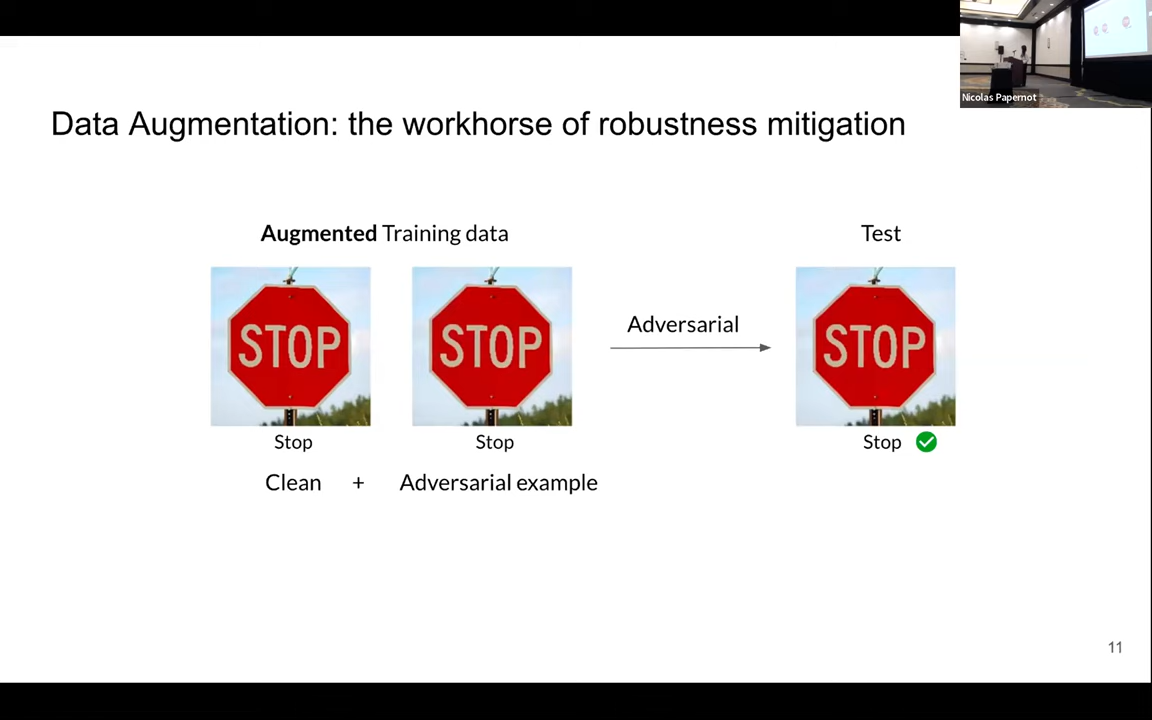 Nicolas Papernot
Data Augmentation: the workhorse of robustness mitigation
Augmented Training data
Test
STOP
STOP
Adversarial
STOP
Stop
Stop
Stop
Clean + Adversarial example
11